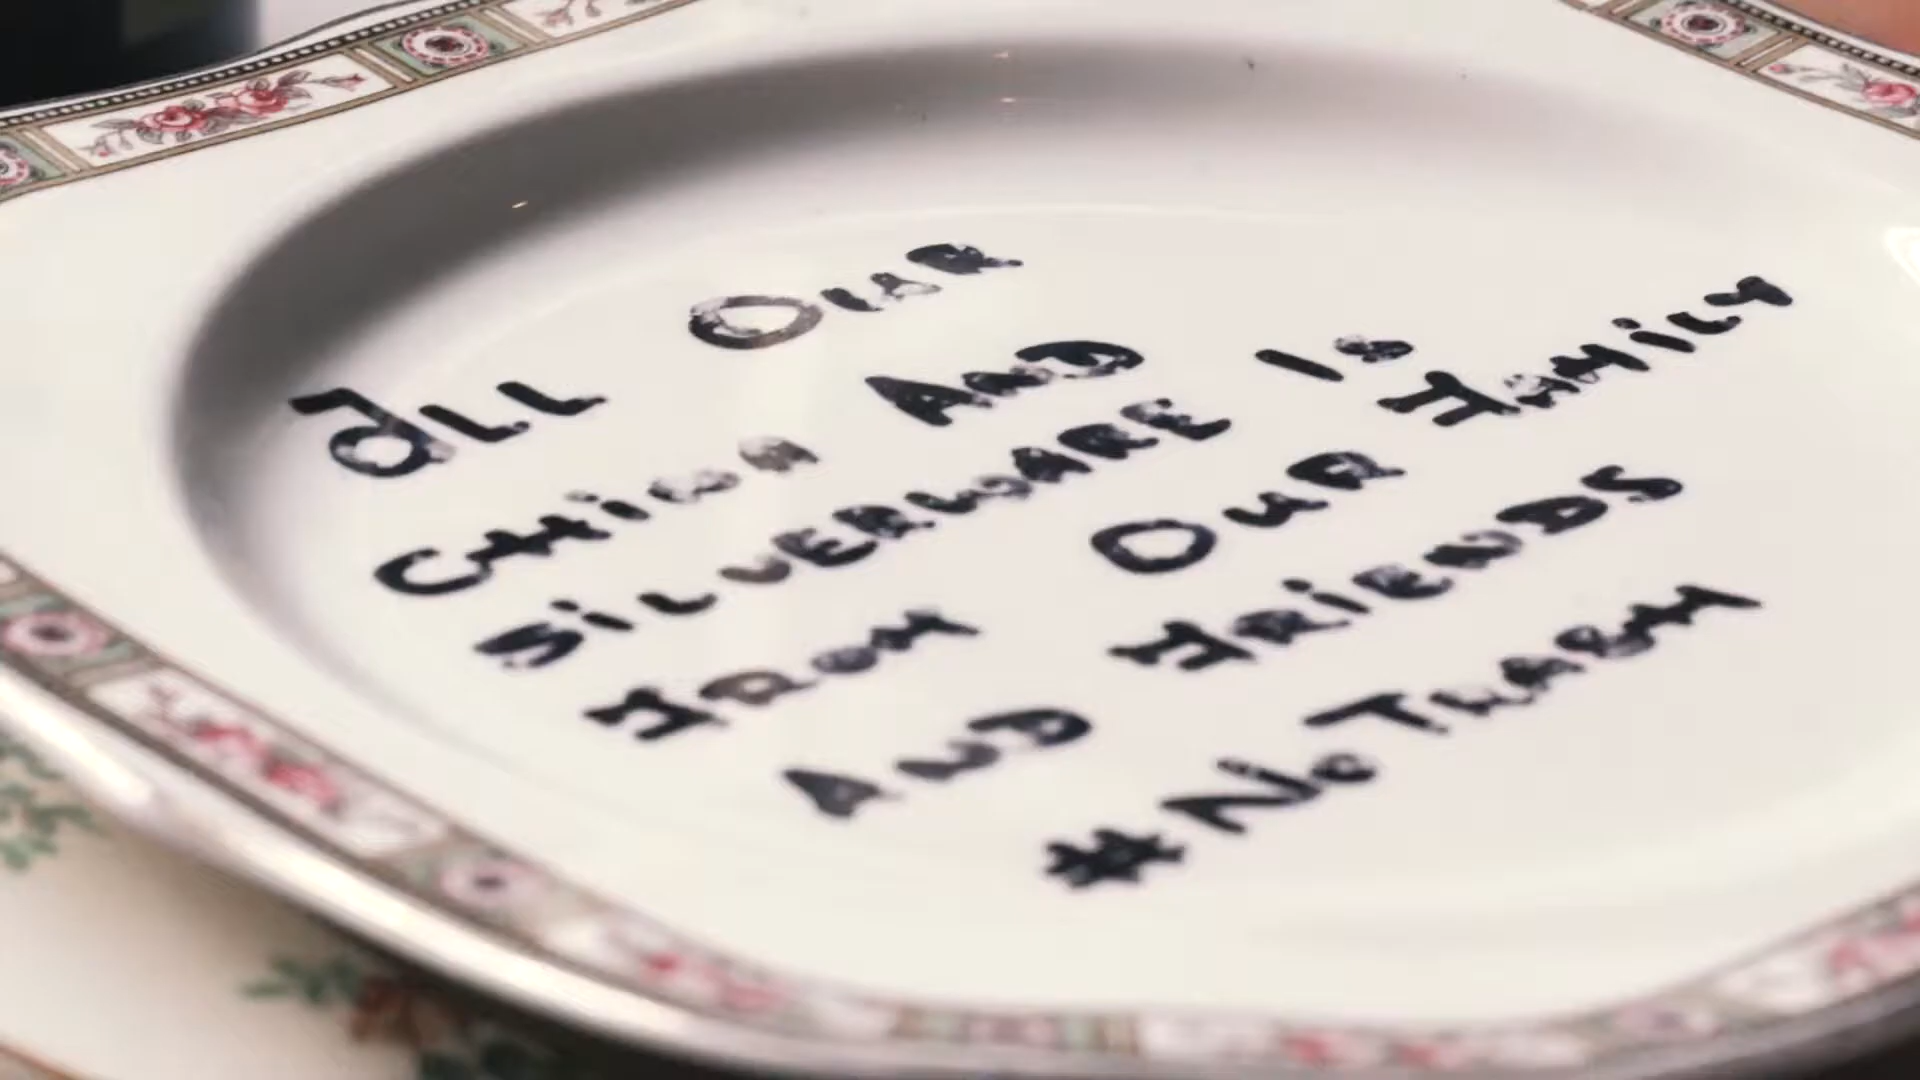 All Our
China And
Silverware Is
From Our Family
And Friends
#NoTrash